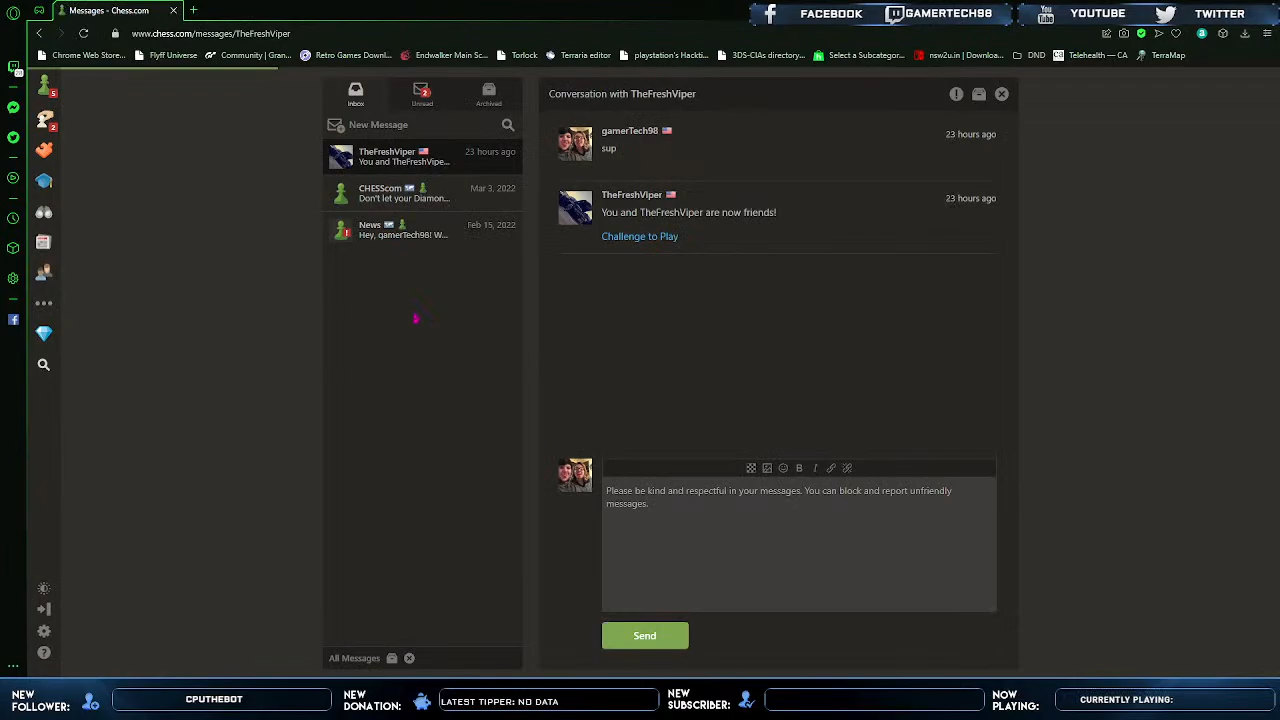 Messages - Chess.com
FACEBOOK
GAMERTECH98
You Tube
YOUTUBE
TWITTER
www.chess.com/messages/TheFreshViper
Chrome Web Store...
Flyff Universe
Community | Gran...
Retro Games Downl...
Endwalker Main Sc...
Torlock
Terraria editor
playstation's [Hackti...
3DS-CIAs directory...
Select a Subcategor...
nsw2u.in | Downloa...
DND
Telehealth — CA
TerraMap
5
2
Inbox
2
Unread
Archived
New Message
TheFreshViper
23 hours ago
You and TheFreshVipe...
CHESScom
Mar 3, 2022
Don't let your Diamon...
News
Feb 15, 2022
Hey, gamerTech98! W...
Conversation with TheFreshViper
gamerTech98
23 hours ago
sup
TheFreshViper
23 hours ago
You and TheFreshViper are now friends!
Challenge to Play
Please be kind and respectful in your messages. You can block and report unfriendly
messages.
Send
All Messages
NEW
FOLLOWER:
CPUTHEBOT
NEW
DONATION:
LATEST TIPPER: NO DATA
NEW
SUBSCRIBER:
NOW
PLAYING:
CURRENTLY PLAYING: